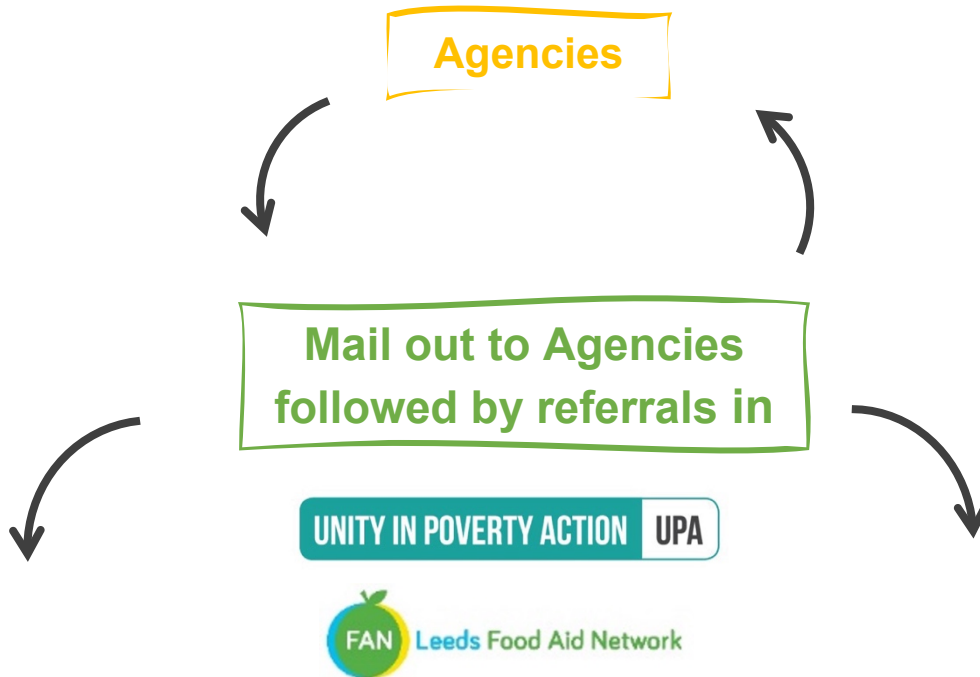 Agencies
Mail out to Agencies
followed by referrals in
UNITY IN POVERTY ACTION UPA
FAN Leeds Food Aid Network